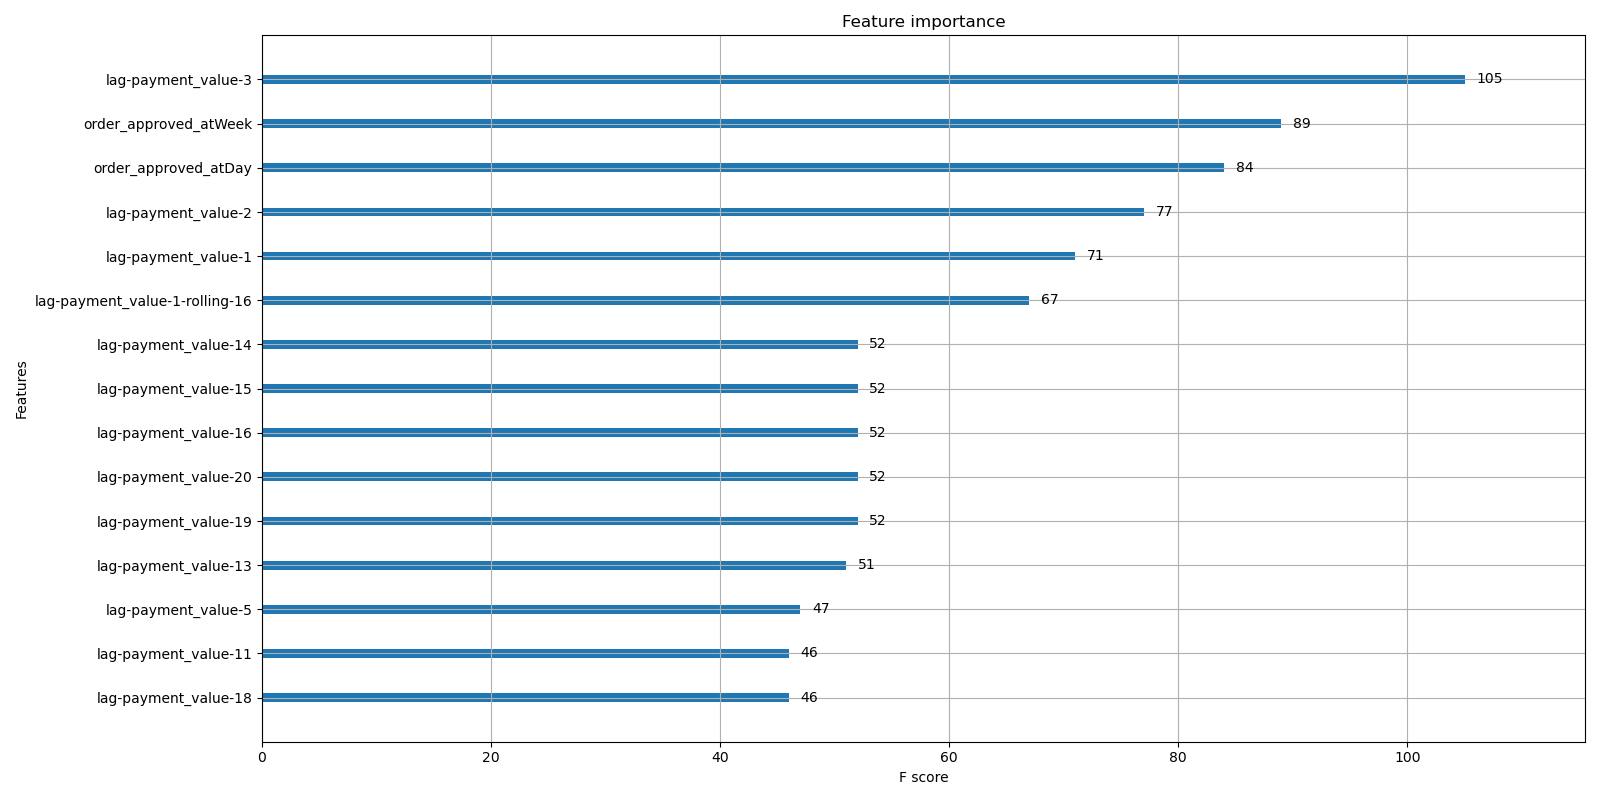 Feature importance
lag-payment_value-3 105
order_approved_atWeek 89
order_approved_atDay 84
lag-payment_value-2 77
lag-payment_value-1 71
lag-payment_value-1-rolling-16 67
lag-payment_value-14 52
lag-payment_value-15 52
lag-payment_value-16 52
lag-payment_value-20 52
lag-payment_value-19 52
lag-payment_value-13 51
lag-payment_value-5 47
lag-payment_value-11 46
lag-payment_value-18 46
Features
0 20 40 60 80 100
F score